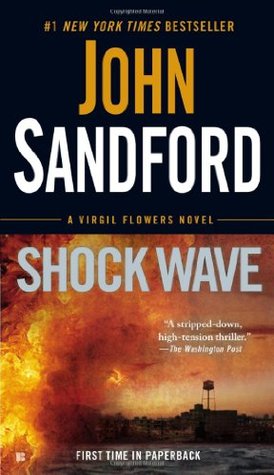 #1 NEW YORK TIMES BESTSELLER
JOHN
SANDFORD
A VIRGIL FLOWERS NOVEL
SHOCK WAVE
"A stripped-down,
high-tension thriller."
—The Washington Post
FIRST TIME IN PAPERBACK